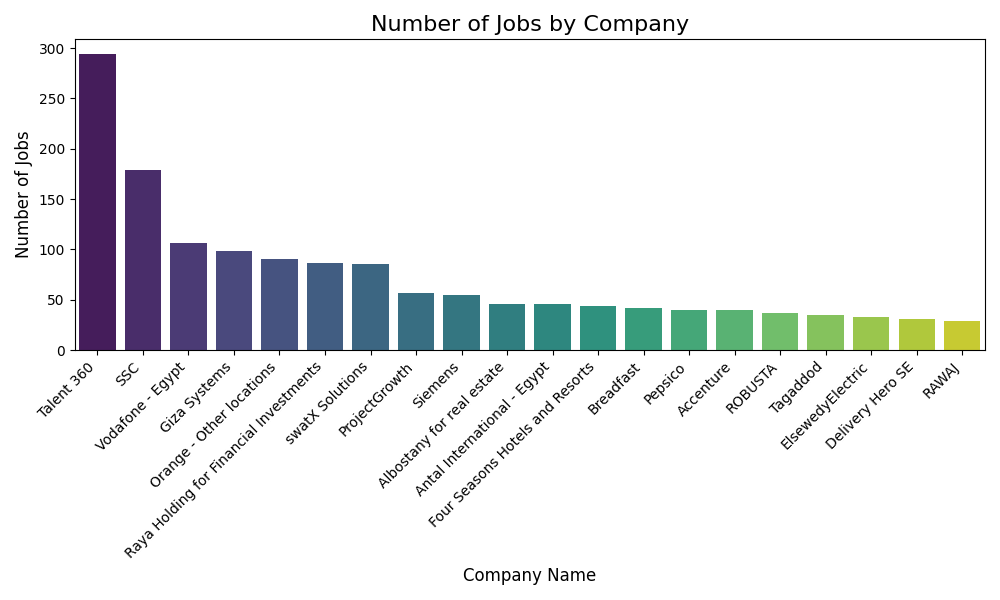 Number of Jobs by Company
Number of Jobs
300
250
200
150
100
50
0
Talent 360
SSC
Vodafone - Egypt
Giza Systems
Orange - Other locations
Raya Holding for Financial Investments
swatX Solutions
ProjectGrowth
Siemens
Albostany for real estate
Antal International - Egypt
Four Seasons Hotels and Resorts
Breadfast
Pepsico
Accenture
ROBUSTA
Tagaddod
ElsewedyElectric
Delivery Hero SE
RAWAJ
Company Name